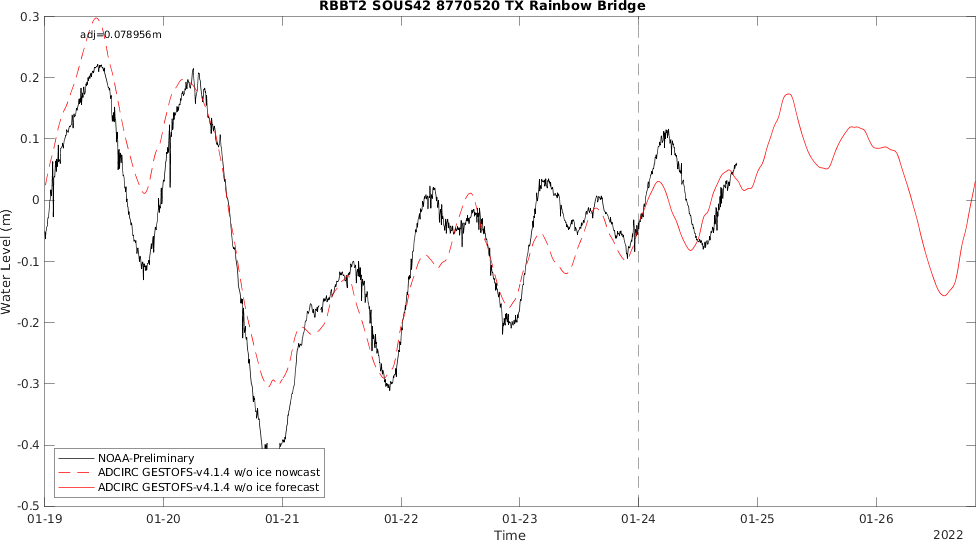 RBBT2 SOUS42 8770520 TX Rainbow Bridge
adj=0.078956m
0.3
0.2
0.1
0
-0.1
-0.2
-0.3
-0.4
-0.5
Water Level (m)
NOAA-Preliminary
ADCIRC GESTOFS-v4.1.4 w/o ice nowcast
ADCIRC GESTOFS-v4.1.4 w/o ice forecast
01-19 01-20 01-21 01-22 01-23 01-24 01-25 01-26
Time
2022